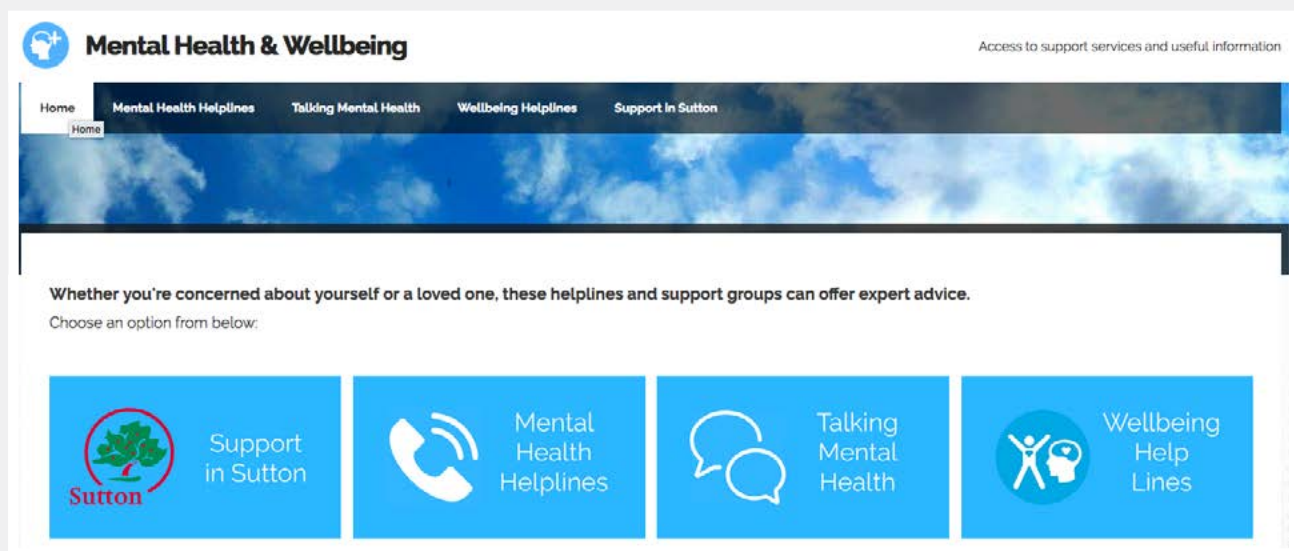 Mental Health & Wellbeing
Access to support services and useful information
Home Mental Health Helplines Talking Mental Health Wellbeing Helplines Support in Sutton
Home
Whether you're concerned about yourself or a loved one, these helplines and support groups can offer expert advice.
Choose an option from below:
Sutton
Support
in Sutton
Mental
Health
Helplines
Talking
Mental
Health
Wellbeing
Help
Lines